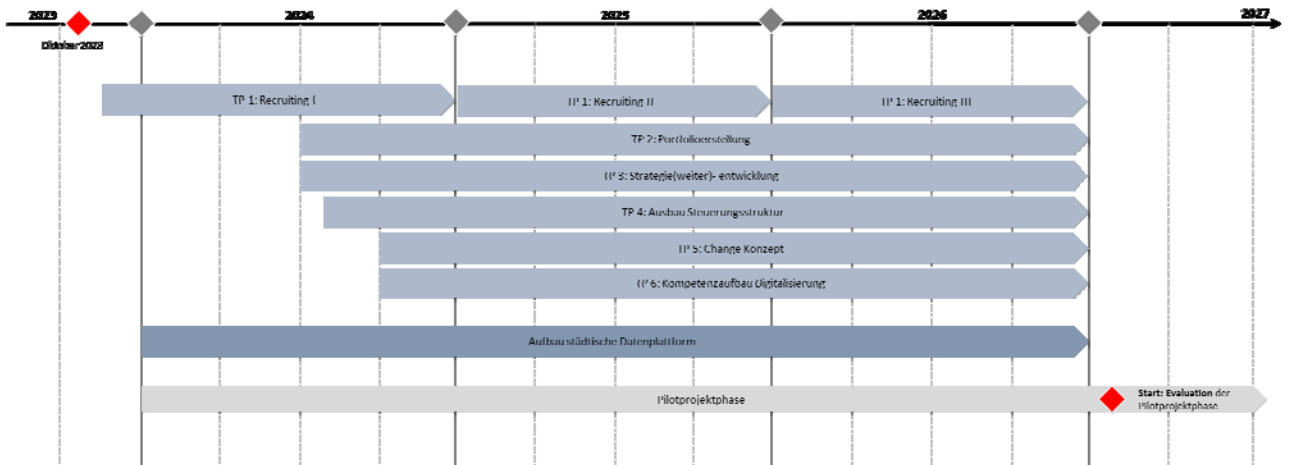 2023
2024
2025
2026
2027
Oktober 2023
TP 1: Recruiting I
TP 1: Recruiting II
TP 1: Recruiting III
TP 2: Portfolioerstellung
TP 3: Strategie(weiter)- entwicklung
TP 4: Ausbau Steuerungsstruktur
TP 5: Change Konzept
TP 6: Kompetenzaufbau Digitalisierung
Aufbau städtische Datenplattform
Pilotprojektphase
Start: Evaluation der
Pilotprojektphase